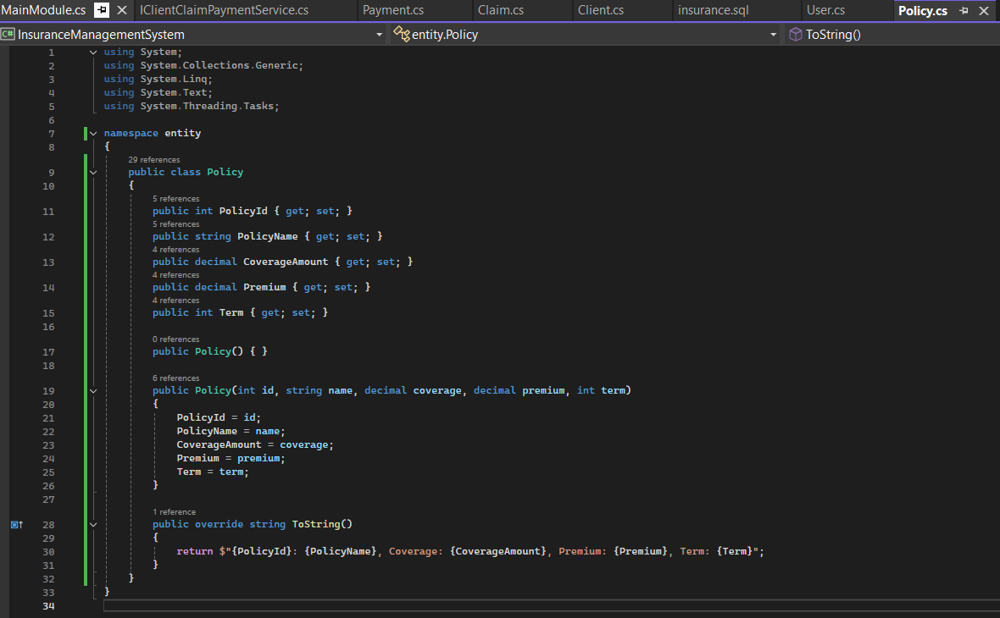 MainModule.cs IClientClaimPaymentService.cs Payment.cs Claim.cs Client.cs insurance.sql User.cs Policy.cs
C# InsuranceManagementSystem entity.Policy ToString()
1 using System;
2 using System.Collections.Generic;
3 using System.Linq;
4 using System.Text;
5 using System.Threading.Tasks;
6
7 namespace entity
8 {
29 references
9 public class Policy
10 {
5 references
11 public int PolicyId { get; set; }
5 references
12 public string PolicyName { get; set; }
4 references
13 public decimal CoverageAmount { get; set; }
4 references
14 public decimal Premium { get; set; }
4 references
15 public int Term { get; set; }
16
0 references
17 public Policy() { }
18
6 references
19 public Policy(int id, string name, decimal coverage, decimal premium, int term)
20 {
21 PolicyId = id;
22 PolicyName = name;
23 CoverageAmount = coverage;
24 Premium = premium;
25 Term = term;
26 }
27
1 reference
28 public override string ToString()
29 {
30 return $"{PolicyId}: {PolicyName}, Coverage: {CoverageAmount}, Premium: {Premium}, Term: {Term}";
31 }
32 }
33 }
34